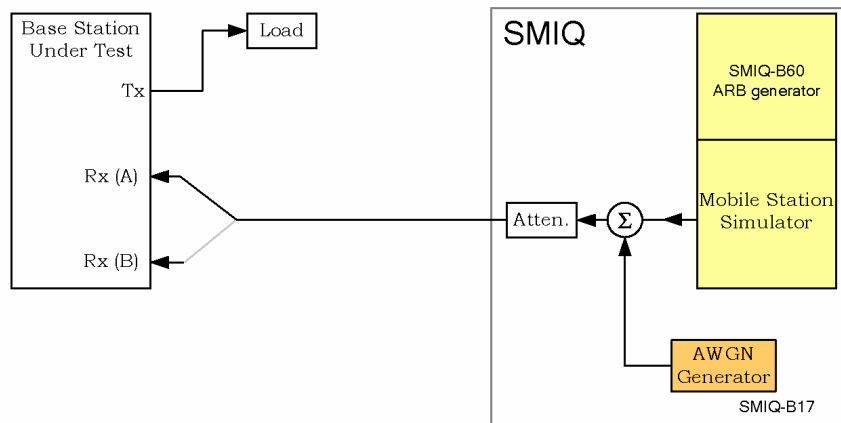 Base Station
Under Test
Tx
Rx (A)
Rx (B)
Load
SMIQ
SMIQ-B60
ARB generator
Mobile Station
Simulator
Atten.
Σ
AWGN
Generator
SMIQ-B17